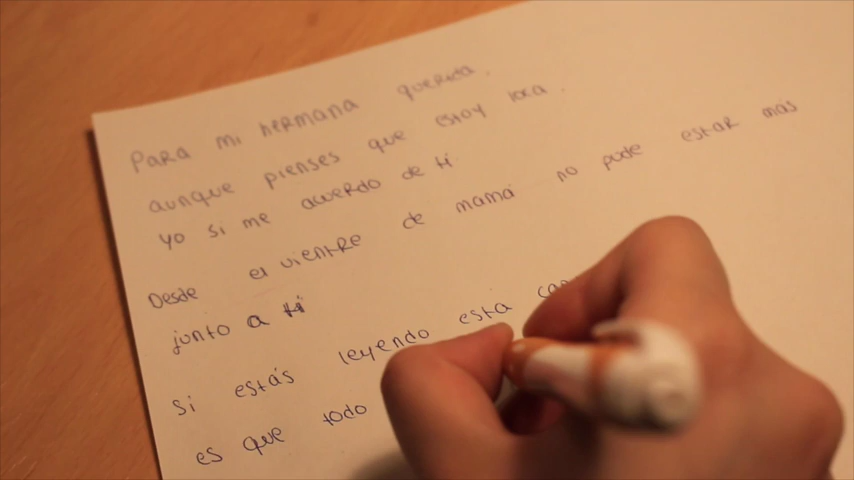 Para mi hermana querida,
aunque pienses que estoy loca
yo si me acuerdo de ti.
Desde el vientre de mamá no pude estar más
junto a ti
Si estás leyendo esta
es que todo